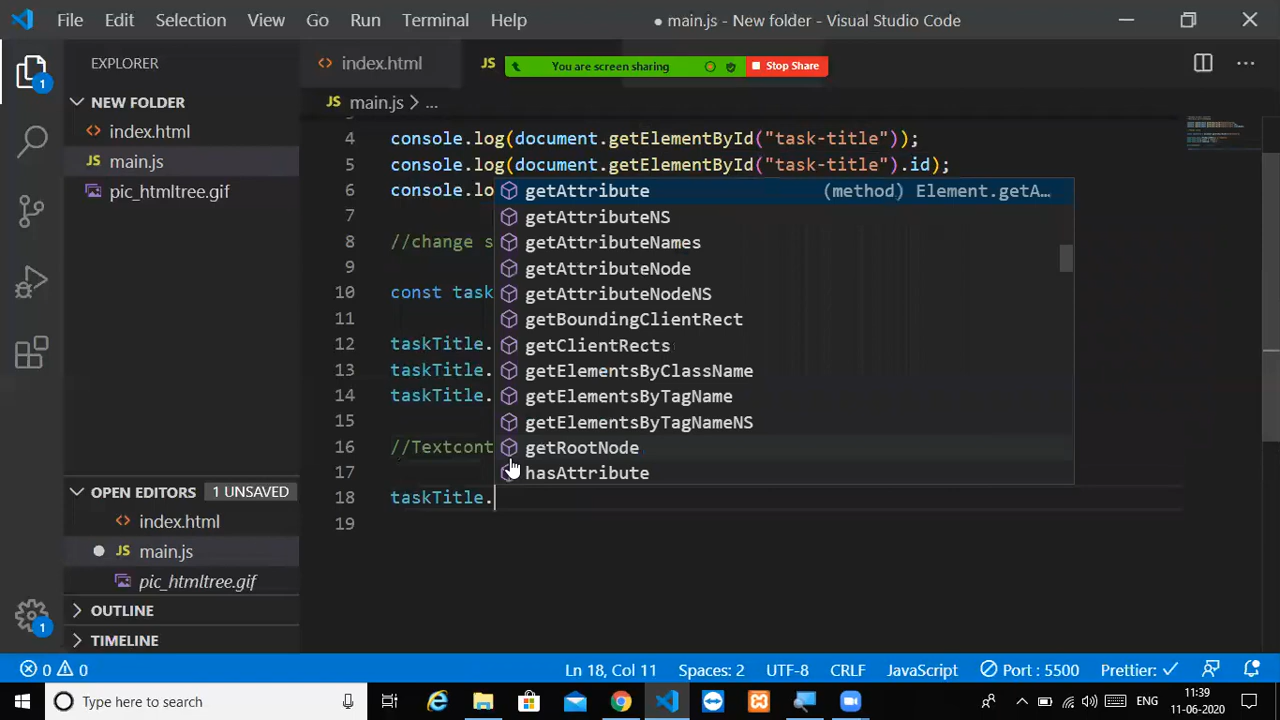 File Edit Selection View Go Run Terminal Help
● main.js - New folder - Visual Studio Code
EXPLORER
NEW FOLDER
<> index.html
JS main.js
pic_htmltree.gif
OPEN EDITORS 1 UNSAVED
<> index.html
● JS main.js
pic_htmltree.gif
OUTLINE
TIMELINE
1
1
<> index.html
JS
You are screen sharing
Stop Share
JS main.js > ...
4 console.log(document.getElementById("task-title"));
5 console.log(document.getElementById("task-title").id);
6 console.lo
7
8 //change s
9
10 const task
11
12 taskTitle.
13 taskTitle.
14 taskTitle.
15
16 //Textcont
17
18 taskTitle.
19
getAttribute (method) Element.getA…
getAttributeNS
getAttributeNames
getAttributeNode
getAttributeNodeNS
getBoundingClientRect
getClientRects
getElementsByClassName
getElementsByTagName
getElementsByTagNameNS
getRootNode
hasAttribute
0 0
Ln 18, Col 11 Spaces: 2 UTF-8 CRLF JavaScript Port : 5500 Prettier: ✓
Type here to search
ENG
11:39
11-06-2020